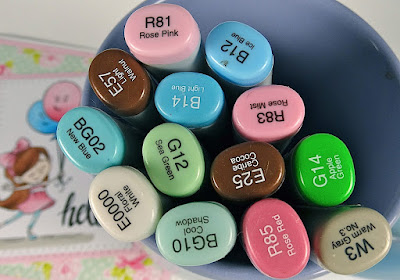 R81
Rose Pink
B12
Ice Blue
E57
Light
Walnut
B14
Light Blue
R83
Rose Mist
BG02
New Blue
G12
Sea Green
E25
Caribe
Cocoa
G14
Apple
Green
E0000
Floral
White
BG10
Cool
Shadow
R85
Rose Red
W3
Warm Gray
No.3
hello